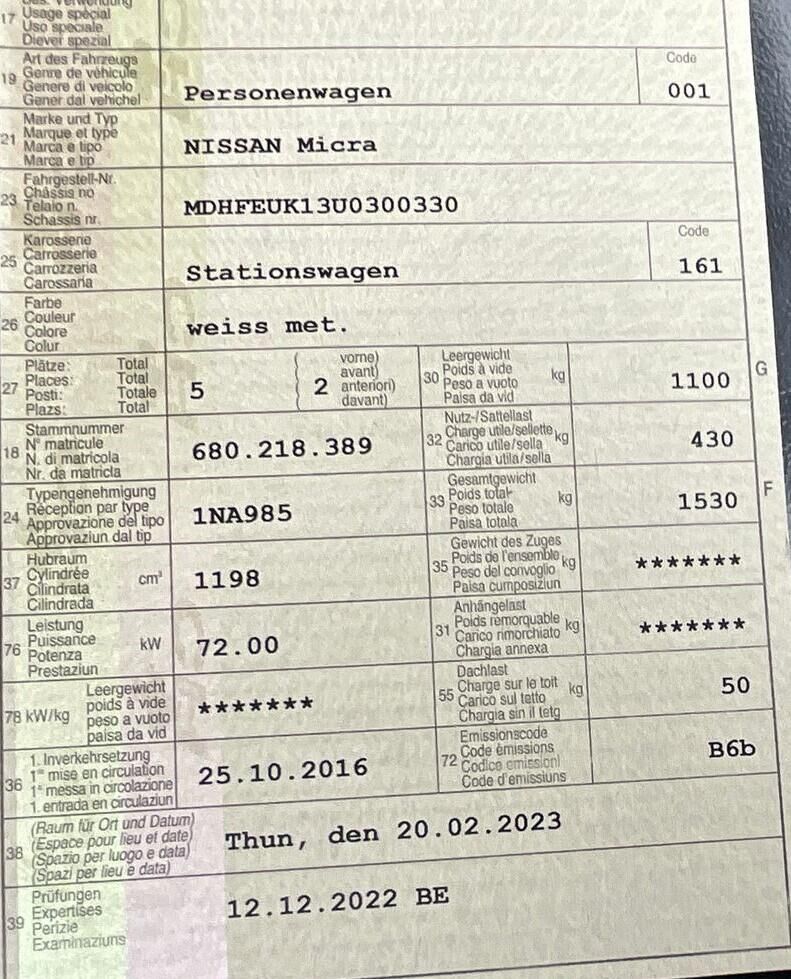 17 Usage spécial
Uso speciale
Diever spezial
19 Art des Fahrzeugs
Genre de véhicule
Genere di veicolo
Gener dal vehichel
Personenwagen
Code
001
21 Marke und Typ
Marque et type
Marca e tipo
Marca e tip
NISSAN Micra
23 Fahrgestell-Nr.
Châssis no
Telaio n.
Schassis nr.
MDHFEUK13U0300330
25 Karosserie
Carrosserie
Carrozzeria
Carossaria
Stationswagen
Code
161
26 Farbe
Couleur
Colore
Colur
weiss met.
27 Plätze: Total
Places: Total
Posti: Totale
Plazs: Total
5
2
vorne)
avant)
anteriori)
davant)
30 Leergewicht
Poids à vide
Peso a vuoto
Paisa da vid
kg
1100
G
18 Stammnummer
N° matricule
N. di matricola
Nr. da matricla
680.218.389
32 Nutz-/Sattellast
Charge utile/sellette
Carico utile/sella
Chargia utila/sella
kg
430
24 Typengenehmigung
Réception par type
Approvazione del tipo
Approvaziun dal tip
1NA985
33 Gesamtgewicht
Poids total
Peso totale
Paisa totala
kg
1530
F
37 Hubraum
Cylindrée
Cilindrata
Cilindrada
cm³
1198
35 Gewicht des Zuges
Poids de l'ensemble
Peso del convoglio
Paisa cumposiziun
kg
*******
76 Leistung
Puissance
Potenza
Prestaziun
kW
72.00
31 Anhängelast
Poids remorquable
Carico rimorchiato
Chargia annexa
kg
*******
78 kW/kg
Leergewicht
poids à vide
peso a vuoto
paisa da vid
*******
55 Dachlast
Charge sur le toit
Carico sul tetto
Chargia sin il tetg
kg
50
36 1. Inverkehrsetzung
1re mise en circulation
1a messa in circolazione
1. entrada en circulaziun
25.10.2016
72 Emissionscode
Code émissions
Codice emissioni
Code d'emissiuns
B6b
38 (Raum für Ort und Datum)
(Espace pour lieu et date)
(Spazio per luogo e data)
(Spazi per lieu e data)
Thun, den 20.02.2023
39 Prüfungen
Expertises
Perizie
Examinaziuns
12.12.2022 BE